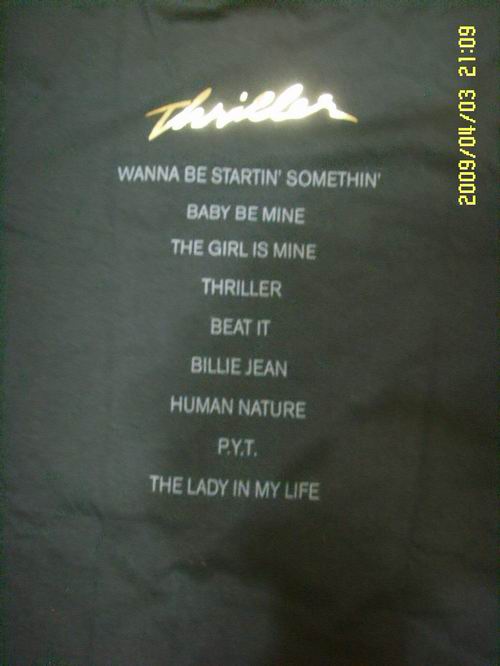 Thriller
WANNA BE STARTIN' SOMETHIN'
BABY BE MINE
THE GIRL IS MINE
THRILLER
BEAT IT
BILLIE JEAN
HUMAN NATURE
P.Y.T.
THE LADY IN MY LIFE
2009/04/03 21:09